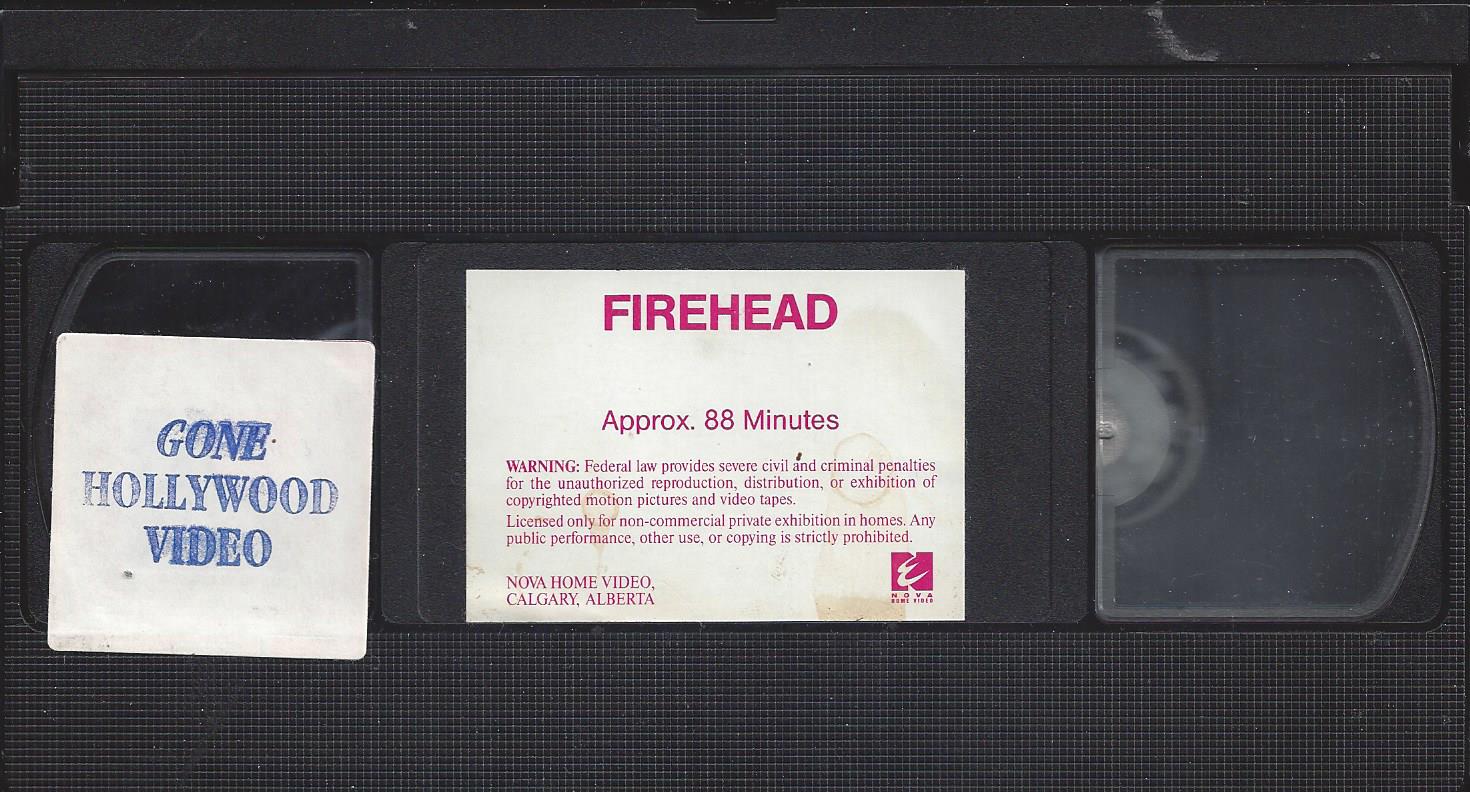 GONE
HOLLYWOOD
VIDEO
FIREHEAD
Approx. 88 Minutes
WARNING: Federal law provides severe civil and criminal penalties
for the unauthorized reproduction, distribution, or exhibition of
copyrighted motion pictures and video tapes.
Licensed only for non-commercial private exhibition in homes. Any
public performance, other use, or copying is strictly prohibited.
NOVA HOME VIDEO,
CALGARY, ALBERTA
NOVA
HOME VIDEO